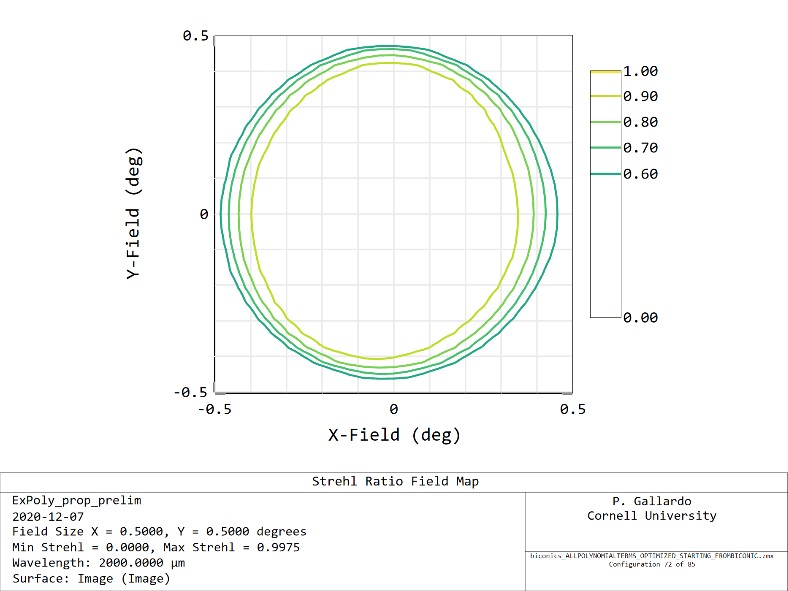 0.5
0
-0.5
-0.5
0
0.5
Y-Field (deg)
X-Field (deg)
1.00
0.90
0.80
0.70
0.60
0.00
Strehl Ratio Field Map
ExPoly_prop_prelim
2020-12-07
Field Size X = 0.5000, Y = 0.5000 degrees
Min Strehl = 0.0000, Max Strehl = 0.9975
Wavelength: 2000.0000 µm
Surface: Image (Image)
P. Gallardo
Cornell University
biconics_ALLPOLYNOMIALTERMS_OPTIMIZED_STARTING_FROMBICONIC.zmx
Configuration 72 of 85